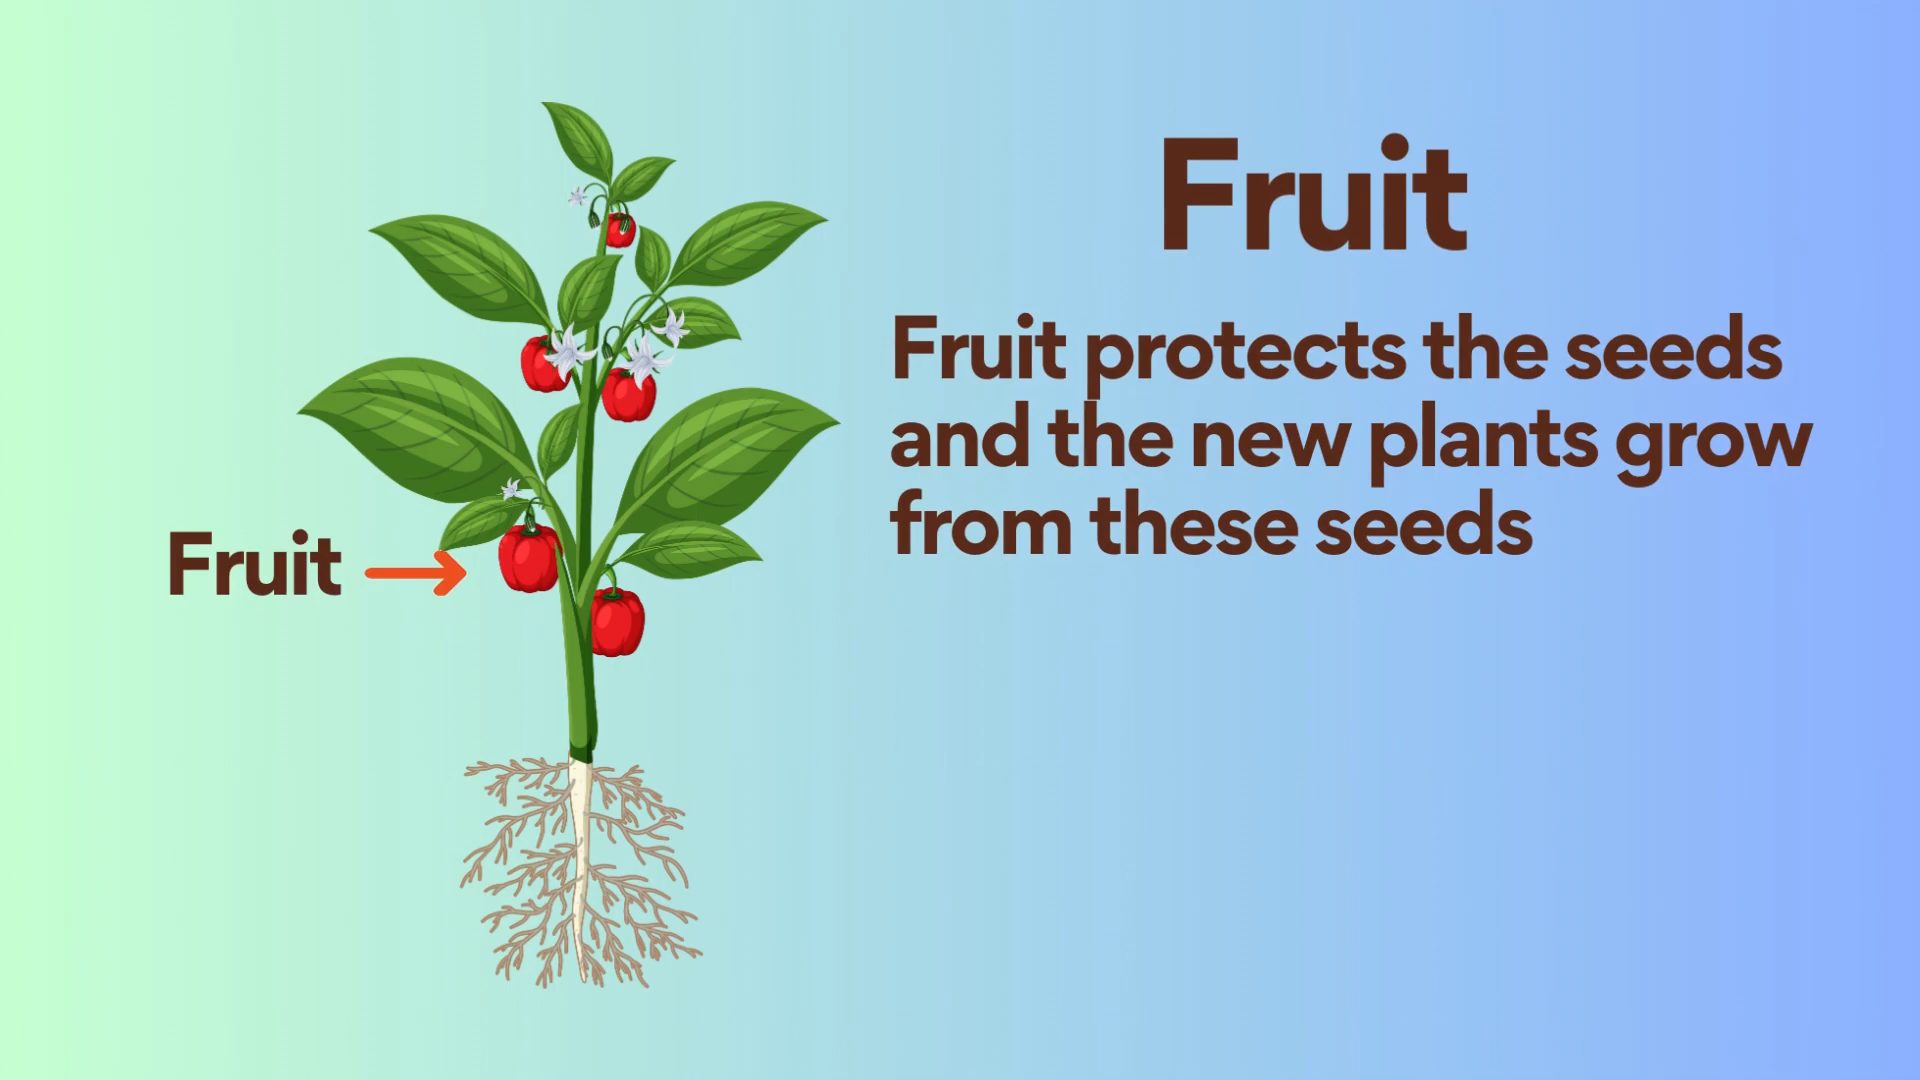 Fruit
Fruit protects the seeds
and the new plants grow
from these seeds
Fruit